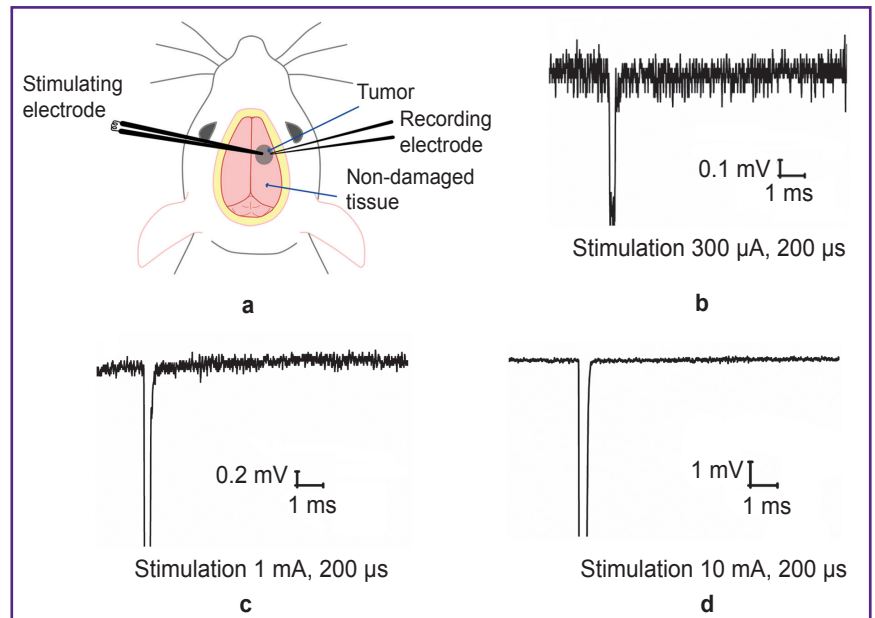 Stimulating
electrode
Tumor
Recording
electrode
Non-damaged
tissue
a
0.1 mV
1 ms
Stimulation 300 µA, 200 µs
b
0.2 mV
1 ms
Stimulation 1 mA, 200 µs
c
1 mV
1 ms
Stimulation 10 mA, 200 µs
d